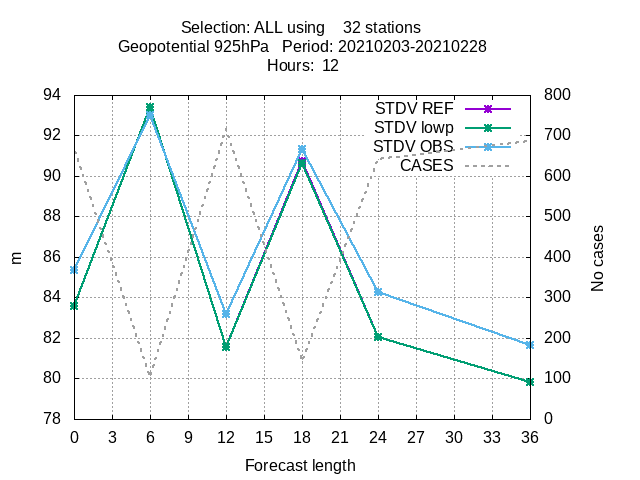 Selection: ALL using    32 stations
Geopotential 925hPa   Period: 20210203-20210228
Hours:  12
STDV REF
STDV lowp
STDV OBS
CASES
94
92
90
88
86
84
82
80
78
800
700
600
500
400
300
200
100
0
m
No cases
0 3 6 9 12 15 18 21 24 27 30 33 36
Forecast length